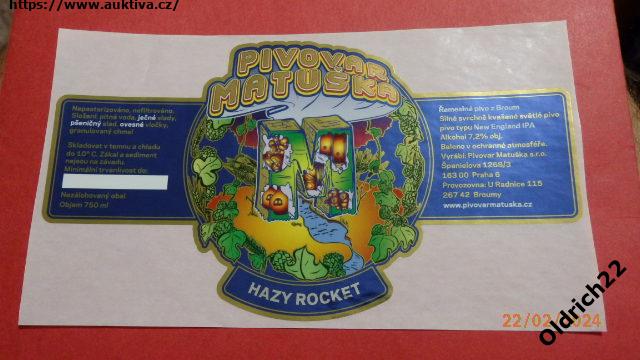 https://www.auktiva.cz/
PIVOVAR
MATUŠKA
Nepasterizováno, nefiltrováno.
Složení: pitná voda, ječné slady,
pšeničný slad, ovesné vločky,
granulovaný chmel
Skladovat v temnu a chladu
do 10° C. Zákal a sediment
nejsou na závadu.
Minimální trvanlivost do:
Nezálohovaný obal
Objem 750 ml
Řemeslné pivo z Broum
Silné svrchně kvašené světlé pivo
pivo typu New England IPA
Alkohol 7,2% obj.
Baleno v ochranné atmosféře.
Vyrábí: Pivovar Matuška s.r.o.
Španielova 1268/3
163 00 Praha 6
Provozovna: U Radnice 115
267 42 Broumy
www.pivovarmatuska.cz
HAZY ROCKET
22/02/2024
Oldrich22